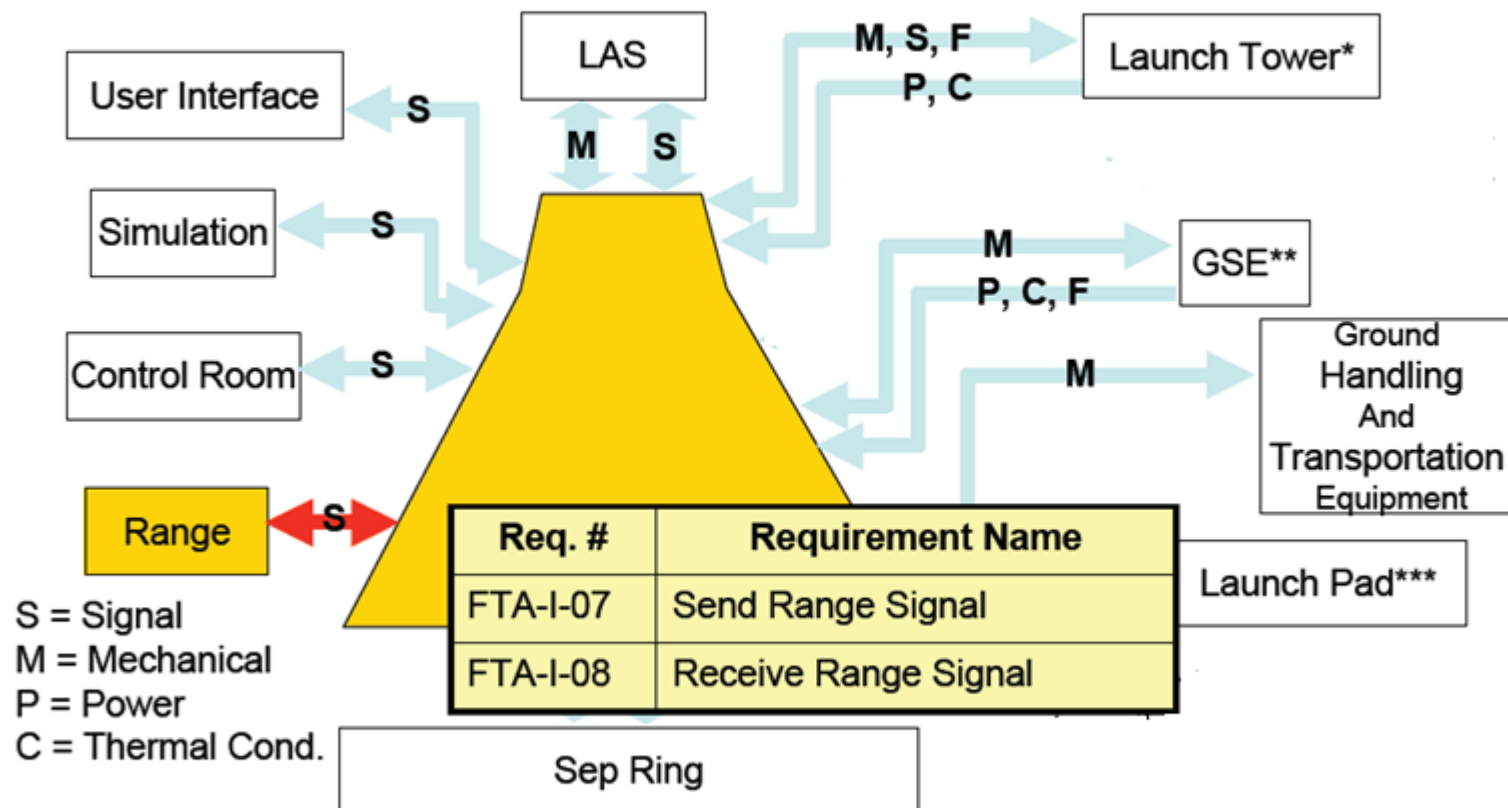 LAS
M, S, F
Launch Tower*
P, C
User Interface
S
M
S
Simulation
S
M
GSE**
P, C, F
Control Room
S
Ground
Handling
And
Transportation
Equipment
M
Range
S
Req. #
Requirement Name
FTA-I-07
Send Range Signal
FTA-I-08
Receive Range Signal
Launch Pad***
S = Signal
M = Mechanical
P = Power
C = Thermal Cond.
Sep Ring